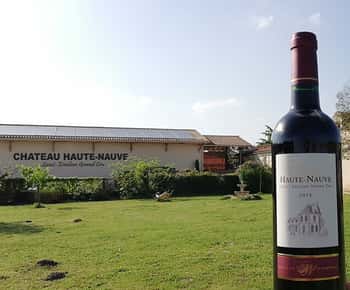 CHATEAU HAUTE-NAUVE
Saint-Emilion Grand Cru
HAUTE-NAUVE
SAINT-EMILION GRAND CRU